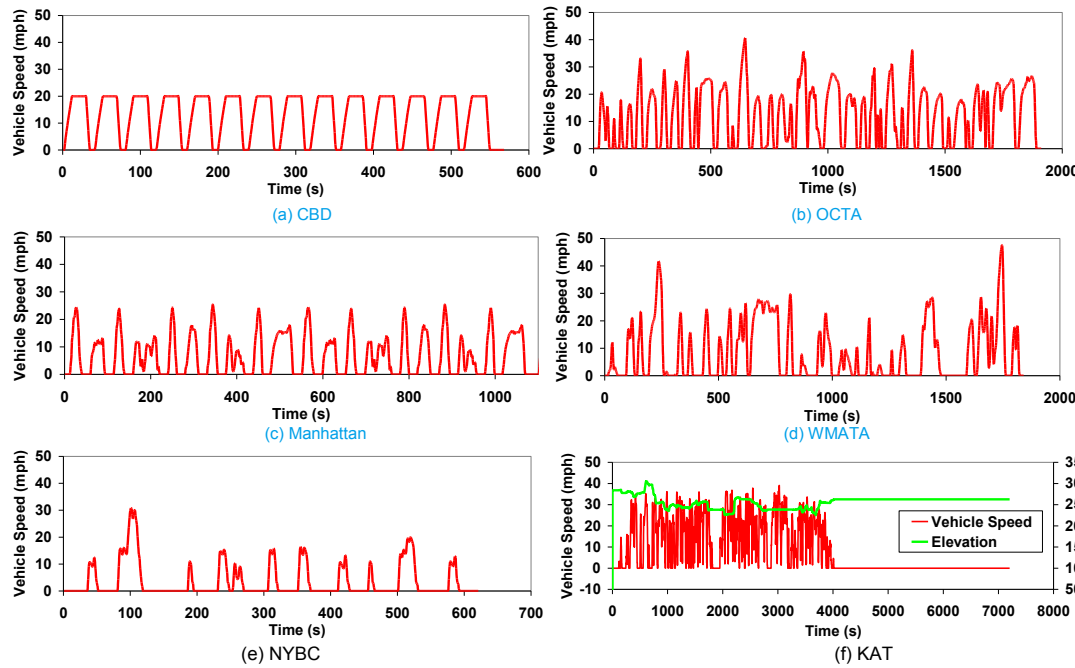 50
40
30
20
10
0
Vehicle Speed (mph)
0 100 200 300 400 500 600
Time (s)
(a) CBD
50
40
30
20
10
0
Vehicle Speed (mph)
0 500 1000 1500 2000
Time (s)
(b) OCTA
50
40
30
20
10
0
Vehicle Speed (mph)
0 200 400 600 800 1000
Time (s)
(c) Manhattan
50
40
30
20
10
0
Vehicle Speed (mph)
0 500 1000 1500 2000
Time (s)
(d) WMATA
50
40
30
20
10
0
Vehicle Speed (mph)
0 100 200 300 400 500 600 700
Time (s)
(e) NYBC
50
40
30
20
10
0
-10
Vehicle Speed (mph)
Vehicle Speed
Elevation
0 1000 2000 3000 4000 5000 6000 7000 8000
Time (s)
(f) KAT